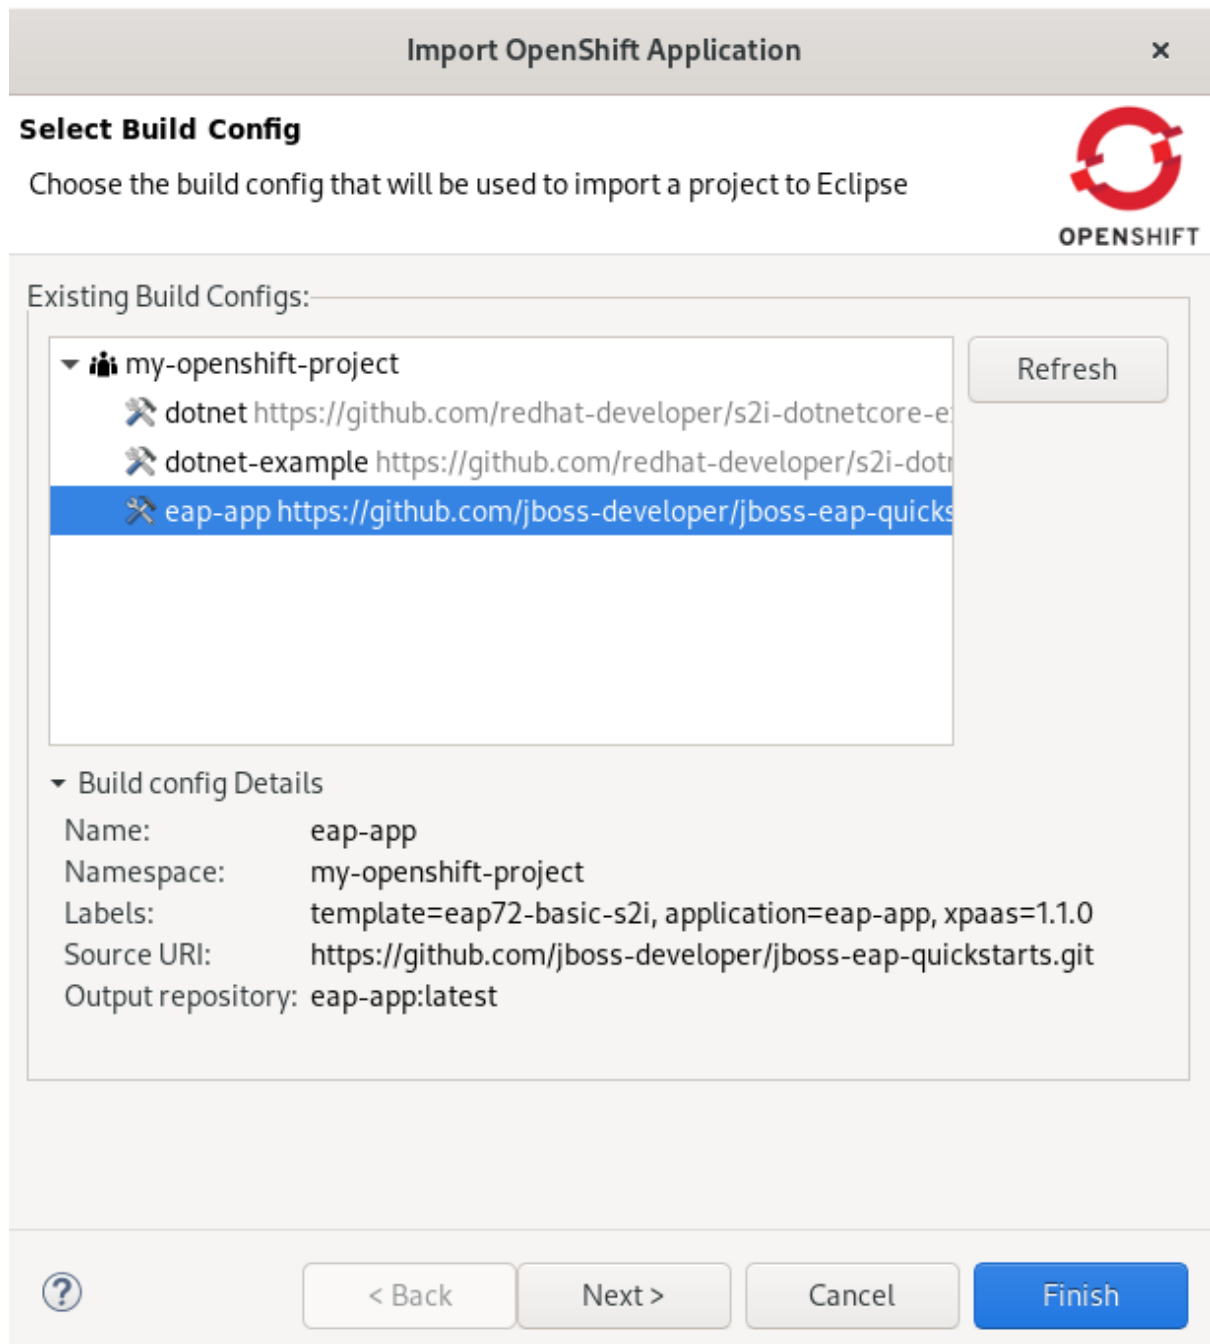 Import OpenShift Application ×
Select Build Config
Choose the build config that will be used to import a project to Eclipse
OPENSHIFT
Existing Build Configs:
my-openshift-project
Refresh
dotnet https://github.com/redhat-developer/s2i-dotnetcore-e
dotnet-example https://github.com/redhat-developer/s2i-dot
eap-app https://github.com/jboss-developer/jboss-eap-quicks
Build config Details
Name: eap-app
Namespace: my-openshift-project
Labels: template=eap72-basic-s2i, application=eap-app, xpaas=1.1.0
Source URI: https://github.com/jboss-developer/jboss-eap-quickstarts.git
Output repository: eap-app:latest
? < Back Next > Cancel Finish